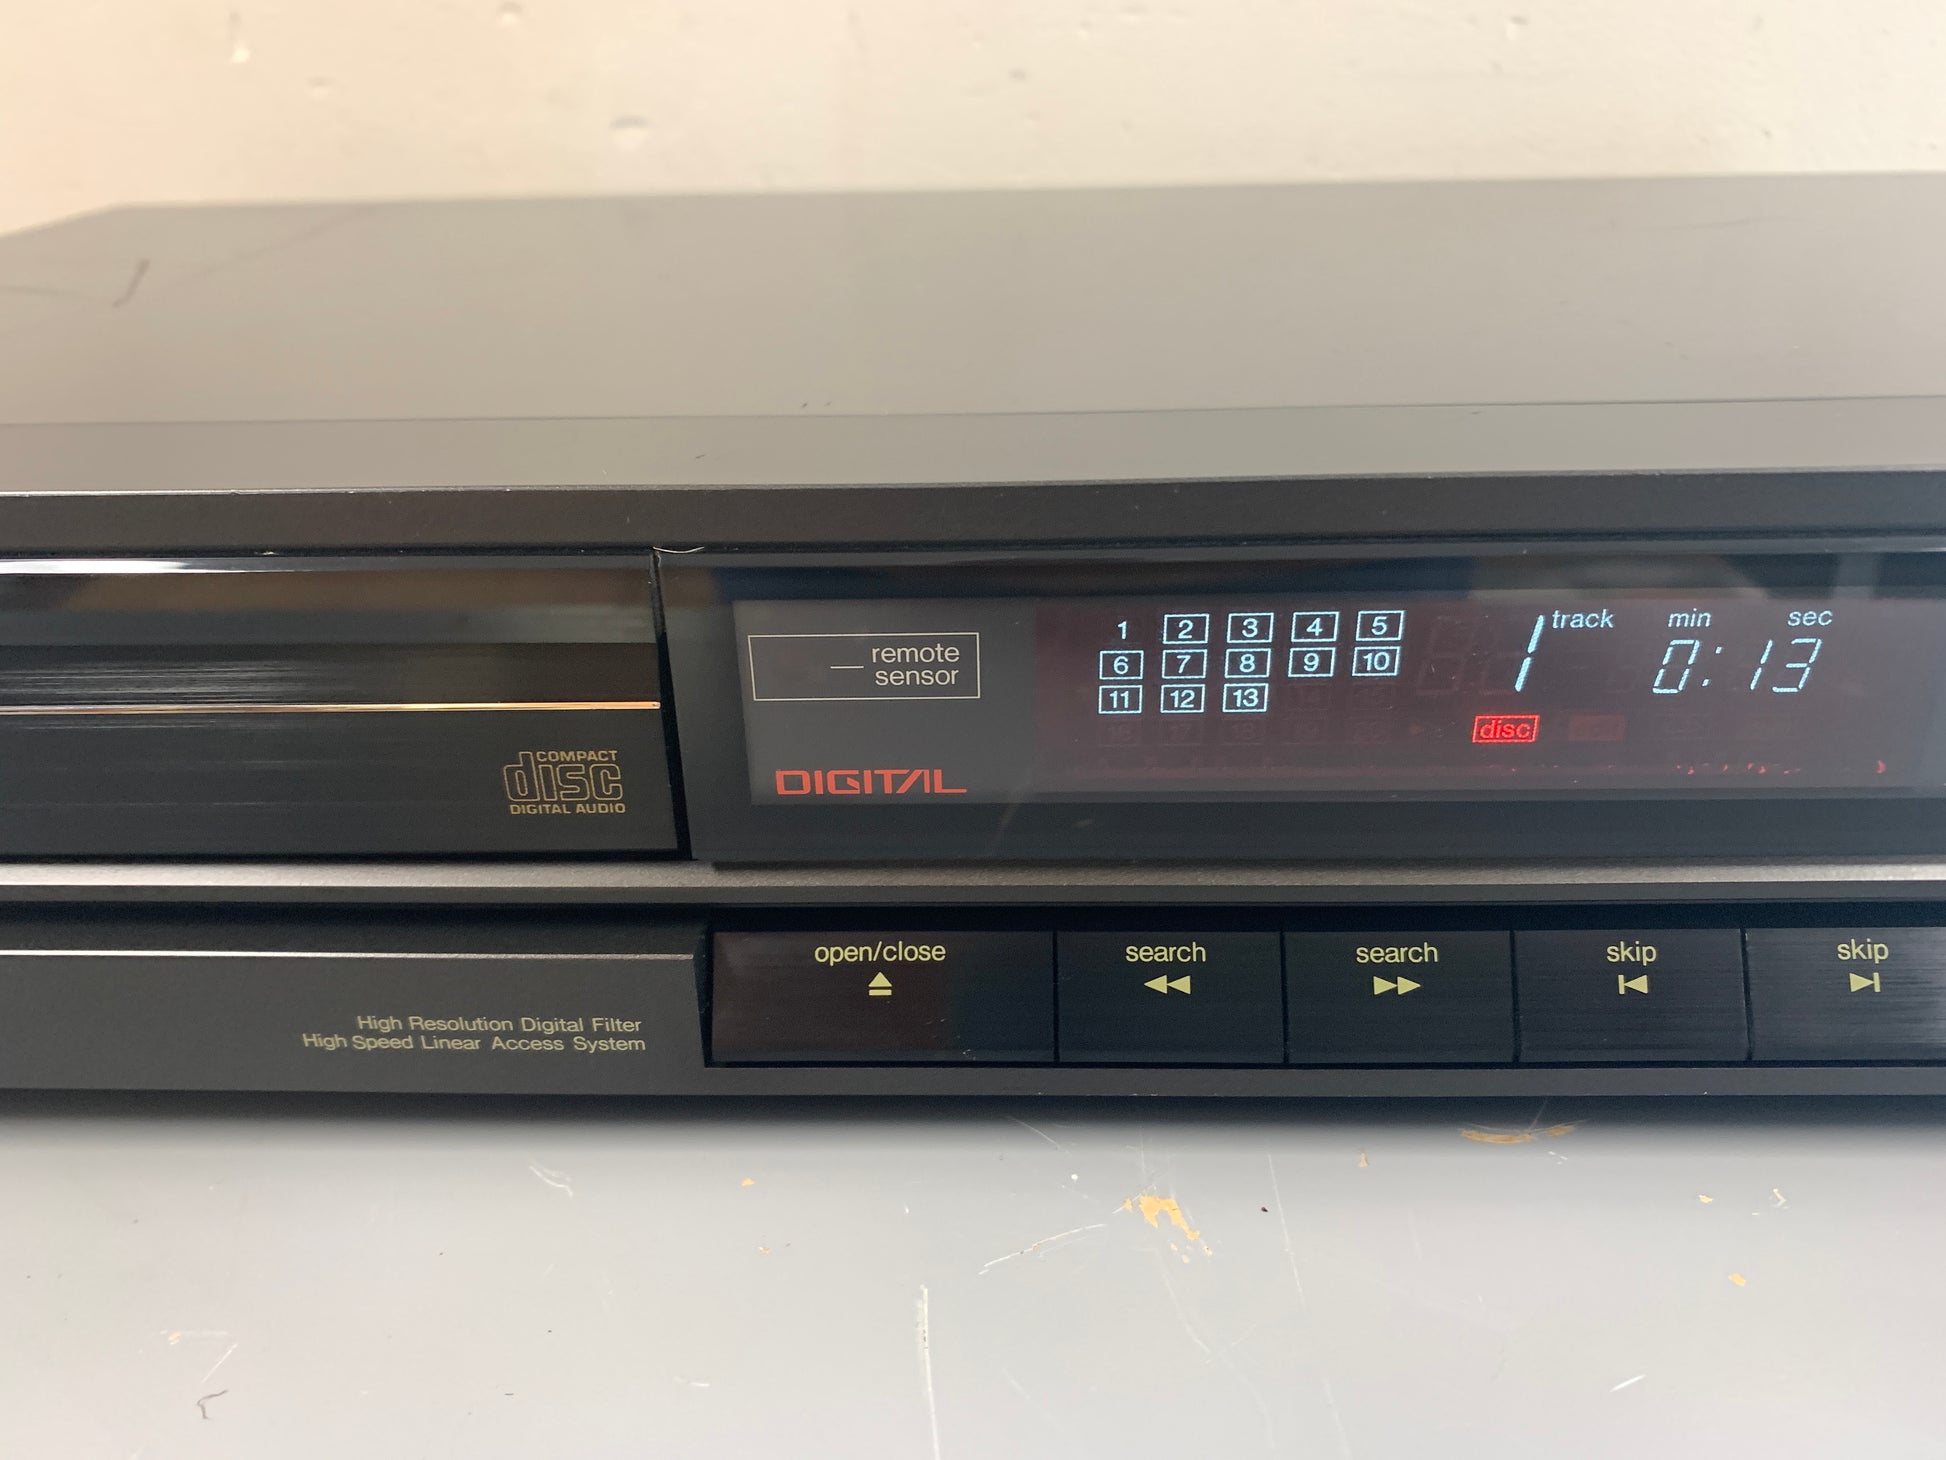 remote
sensor
DIGITAL
1 2 3 4 5
6 7 8 9 10
11 12 13
track min sec
1 0:13
disc
COMPACT
disc
DIGITAL AUDIO
open/close
search
search
skip
skip
High Resolution Digital Filter
High Speed Linear Access System